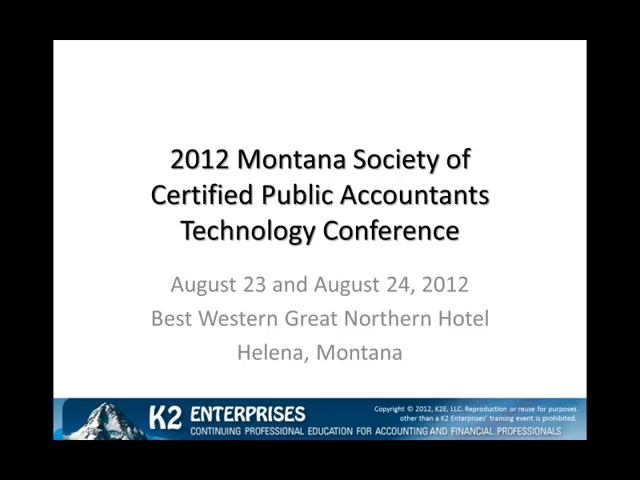 2012 Montana Society of
Certified Public Accountants
Technology Conference
August 23 and August 24, 2012
Best Western Great Northern Hotel
Helena, Montana
K2 ENTERPRISES
Copyright © 2012, K2E, LLC. Reproduction or reuse for purposes
other than a K2 Enterprises' training event is prohibited.
CONTINUING PROFESSIONAL EDUCATION FOR ACCOUNTING AND FINANCIAL PROFESSIONALS